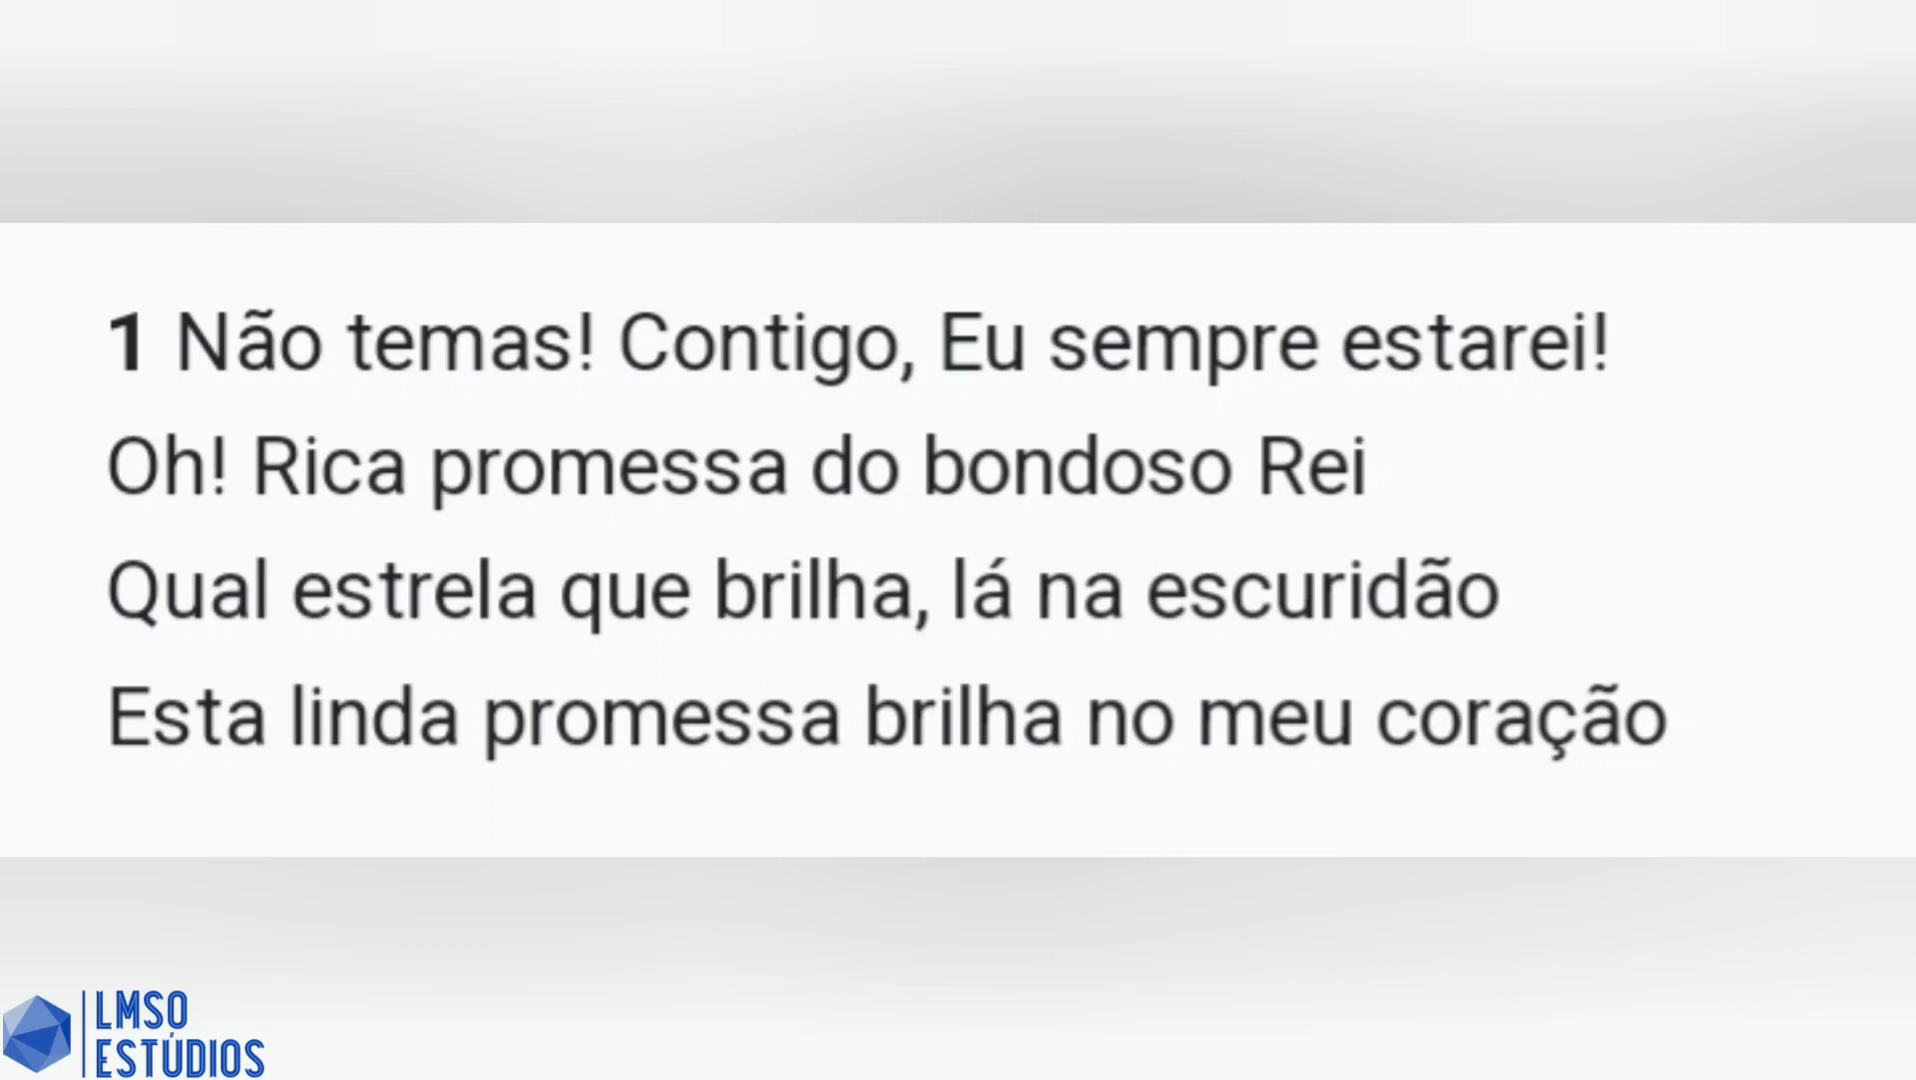 1 Não temas! Contigo, Eu sempre estarei!
Oh! Rica promessa do bondoso Rei
Qual estrela que brilha, lá na escuridão
Esta linda promessa brilha no meu coração
LMSO
ESTÚDIOS